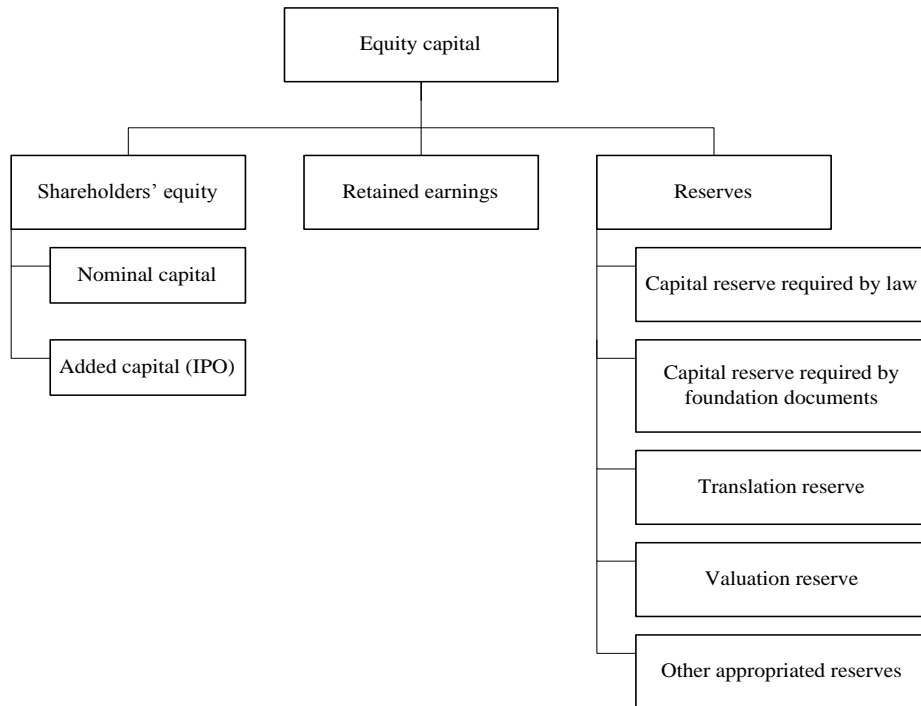 Equity capital
Shareholders’ equity
Retained earnings
Reserves
Nominal capital
Added capital (IPO)
Capital reserve required by law
Capital reserve required by
foundation documents
Translation reserve
Valuation reserve
Other appropriated reserves